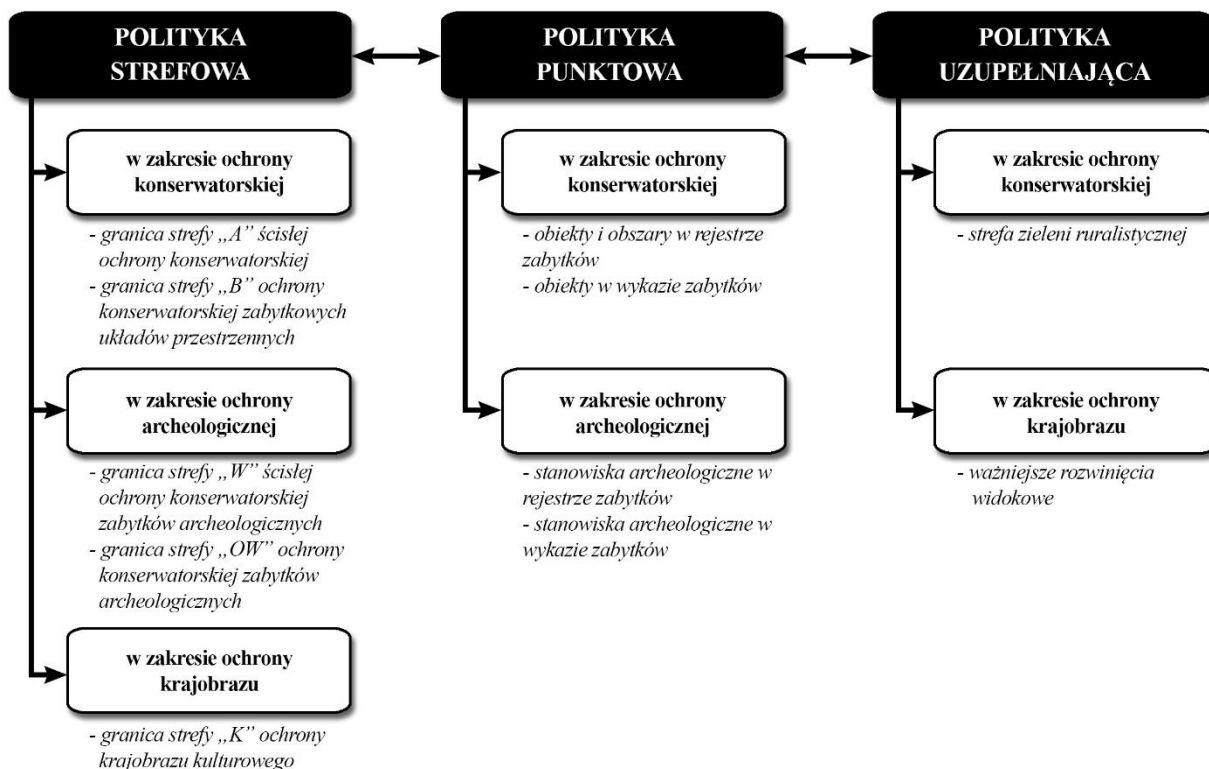 POLITYKA
STREFOWA
w zakresie ochrony
konserwatorskiej
- granica strefy „A” ścisłej
ochrony konserwatorskiej
- granica strefy „B” ochrony
konserwatorskiej zabytkowych
układów przestrzennych
w zakresie ochrony
archeologicznej
- granica strefy „W” ścisłej
ochrony konserwatorskiej
zabytków archeologicznych
- granica strefy „OW” ochrony
konserwatorskiej zabytków
archeologicznych
w zakresie ochrony
krajobrazu
- granica strefy „K” ochrony
krajobrazu kulturowego
POLITYKA
PUNKTOWA
w zakresie ochrony
konserwatorskiej
- obiekty i obszary w rejestrze
zabytków
- obiekty w wykazie zabytków
w zakresie ochrony
archeologicznej
- stanowiska archeologiczne w
rejestrze zabytków
- stanowiska archeologiczne w
wykazie zabytków
POLITYKA
UZUPEŁNIAJĄCA
w zakresie ochrony
konserwatorskiej
- strefa zieleni ruralistycznej
w zakresie ochrony
krajobrazu
- ważniejsze rozwinięcia
widokowe